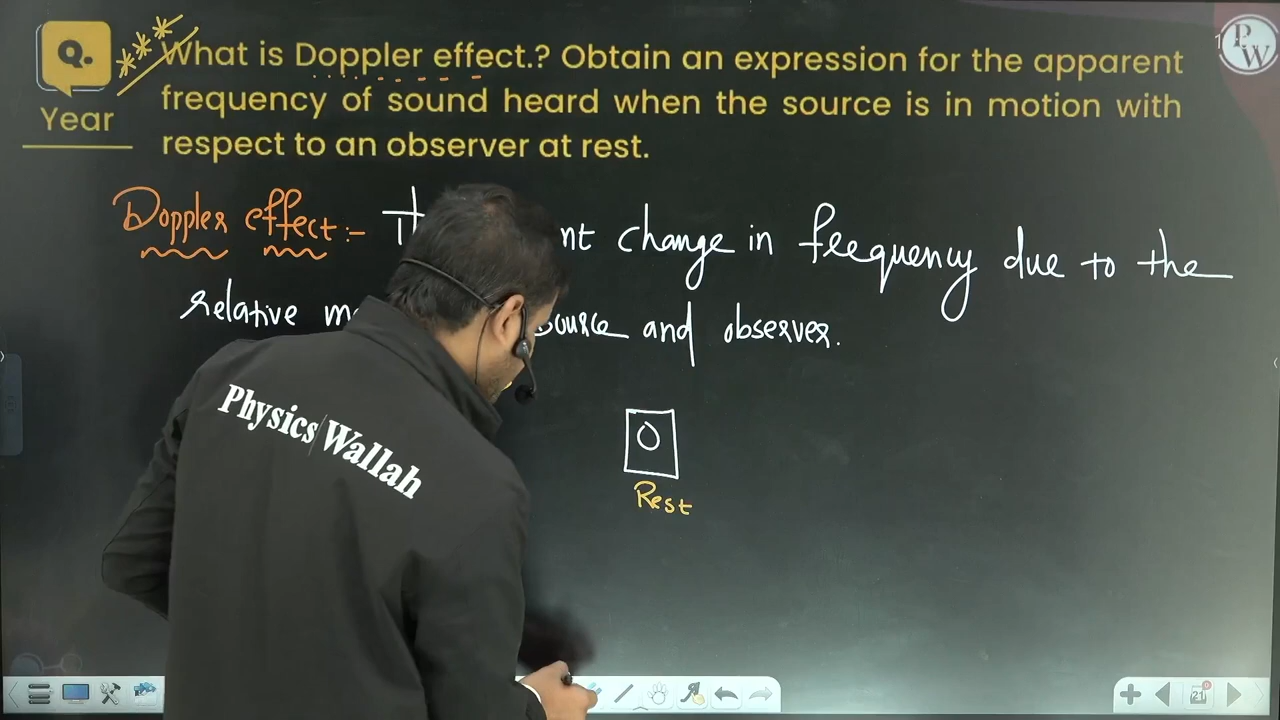 Q.
Year
What is Doppler effect.? Obtain an expression for the apparent
frequency of sound heard when the source is in motion with
respect to an observer at rest.
PW
Doppler effect:- nt change in frequency due to the
relative source and observer.
Physics Wallah
O
Rest
21